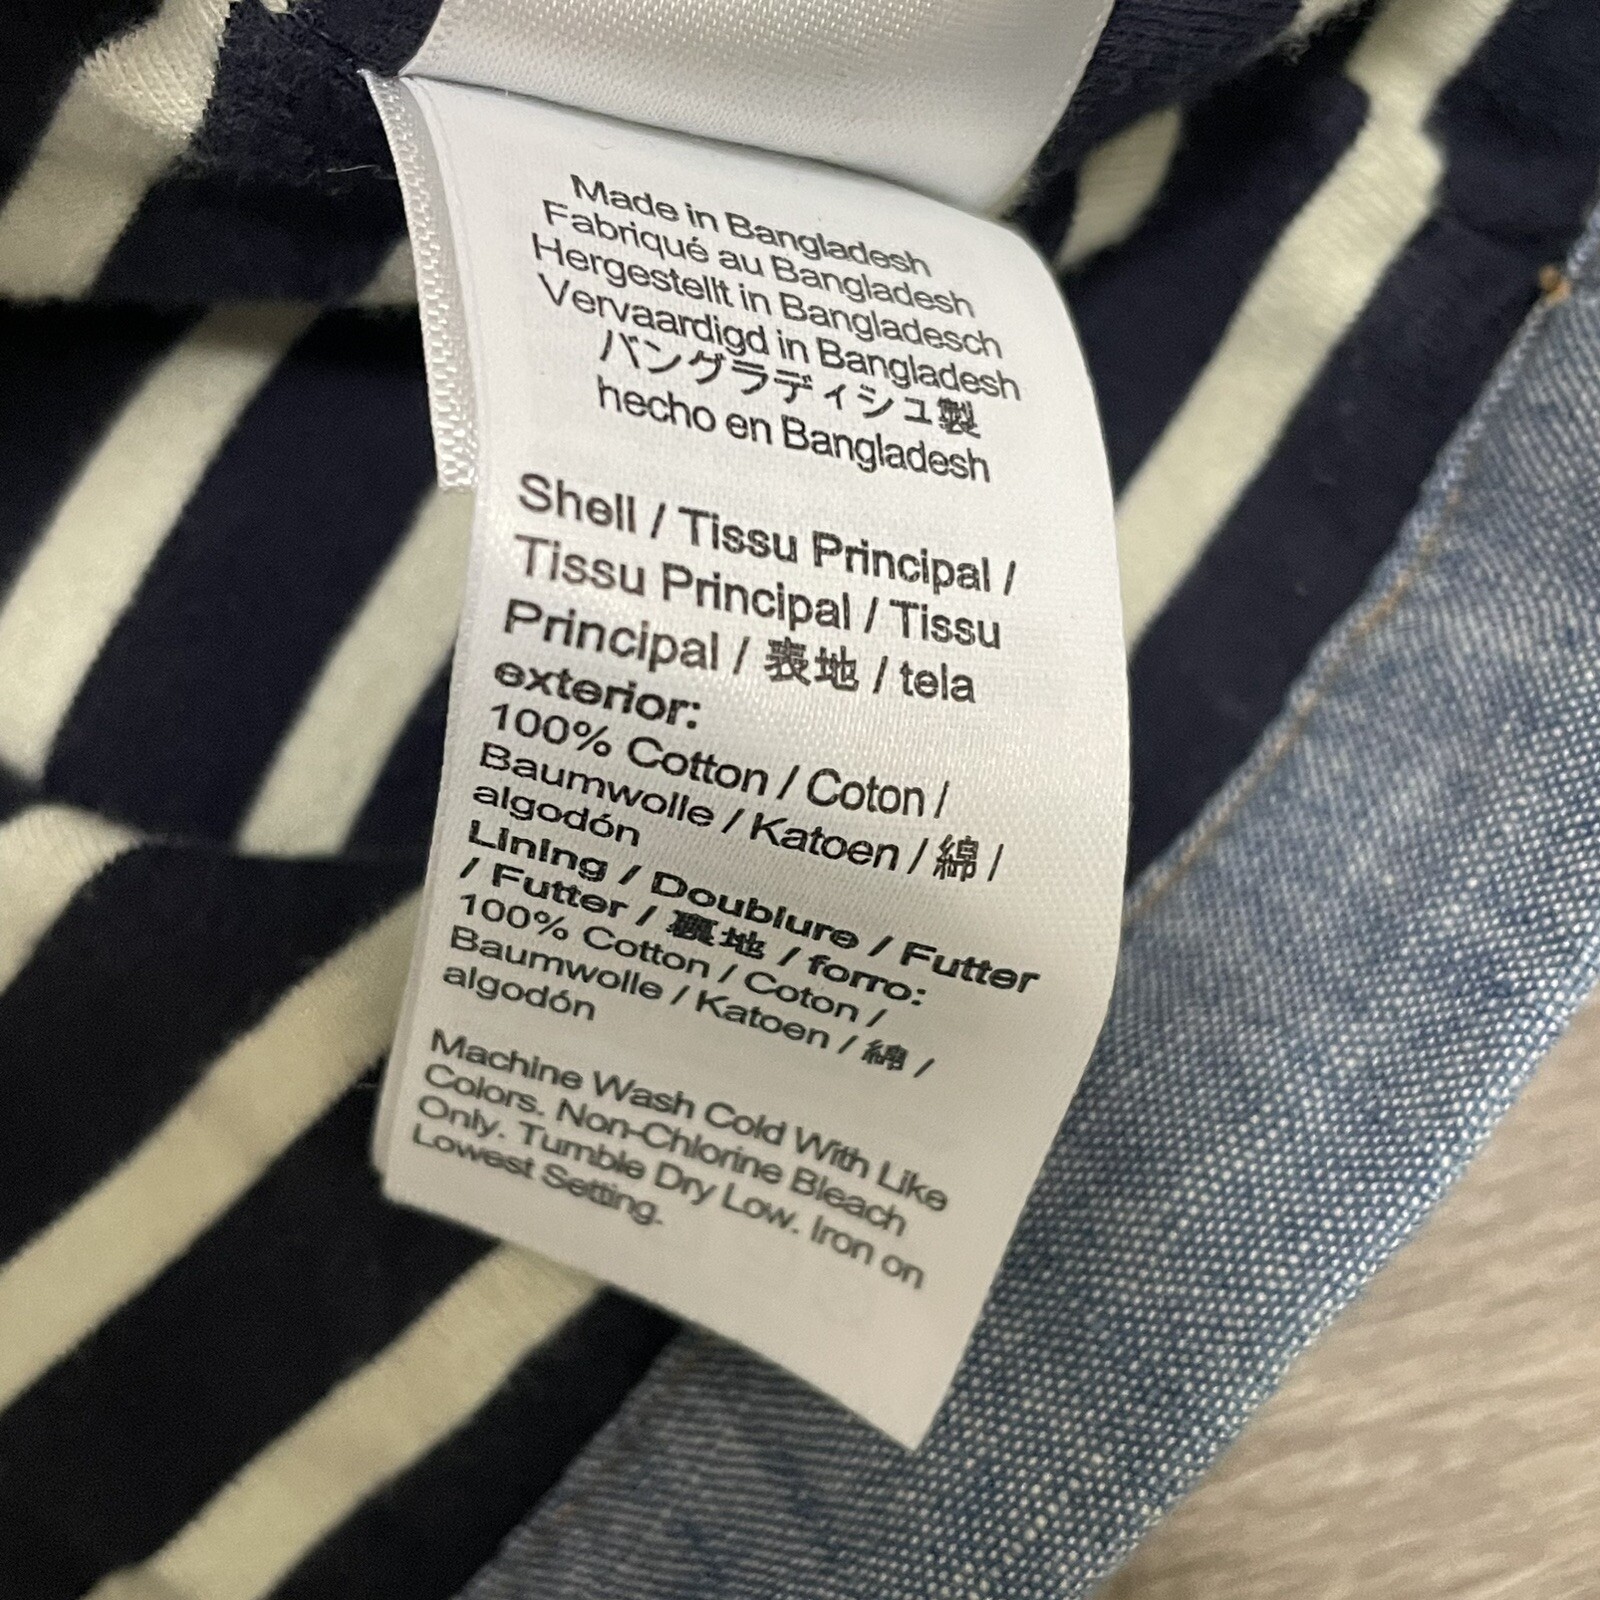 Made in Bangladesh
Fabriqué au Bangladesh
Hergestellt in Bangladesch
Vervaardigd in Bangladesh
バングラディシュ製
hecho en Bangladesh
Shell / Tissu Principal /
Tissu Principal / Tissu
Principal / 表地 / tela
exterior:
100% Cotton / Coton /
Baumwolle / Katoen / 綿 /
algodón
Lining / Doublure / Futter
/ Futter / 裏地 / forro:
100% Cotton / Coton /
Baumwolle / Katoen / 綿 /
algodón
Machine Wash Cold With Like
Colors. Non-Chlorine Bleach
Only. Tumble Dry Low. Iron on
Lowest Setting.